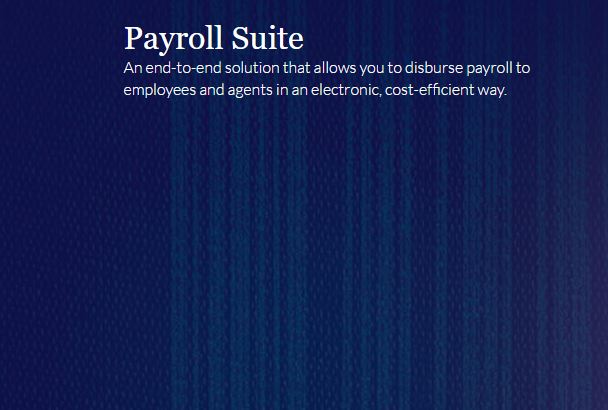 Payroll Suite
An end-to-end solution that allows you to disburse payroll to
employees and agents in an electronic, cost-efficient way.